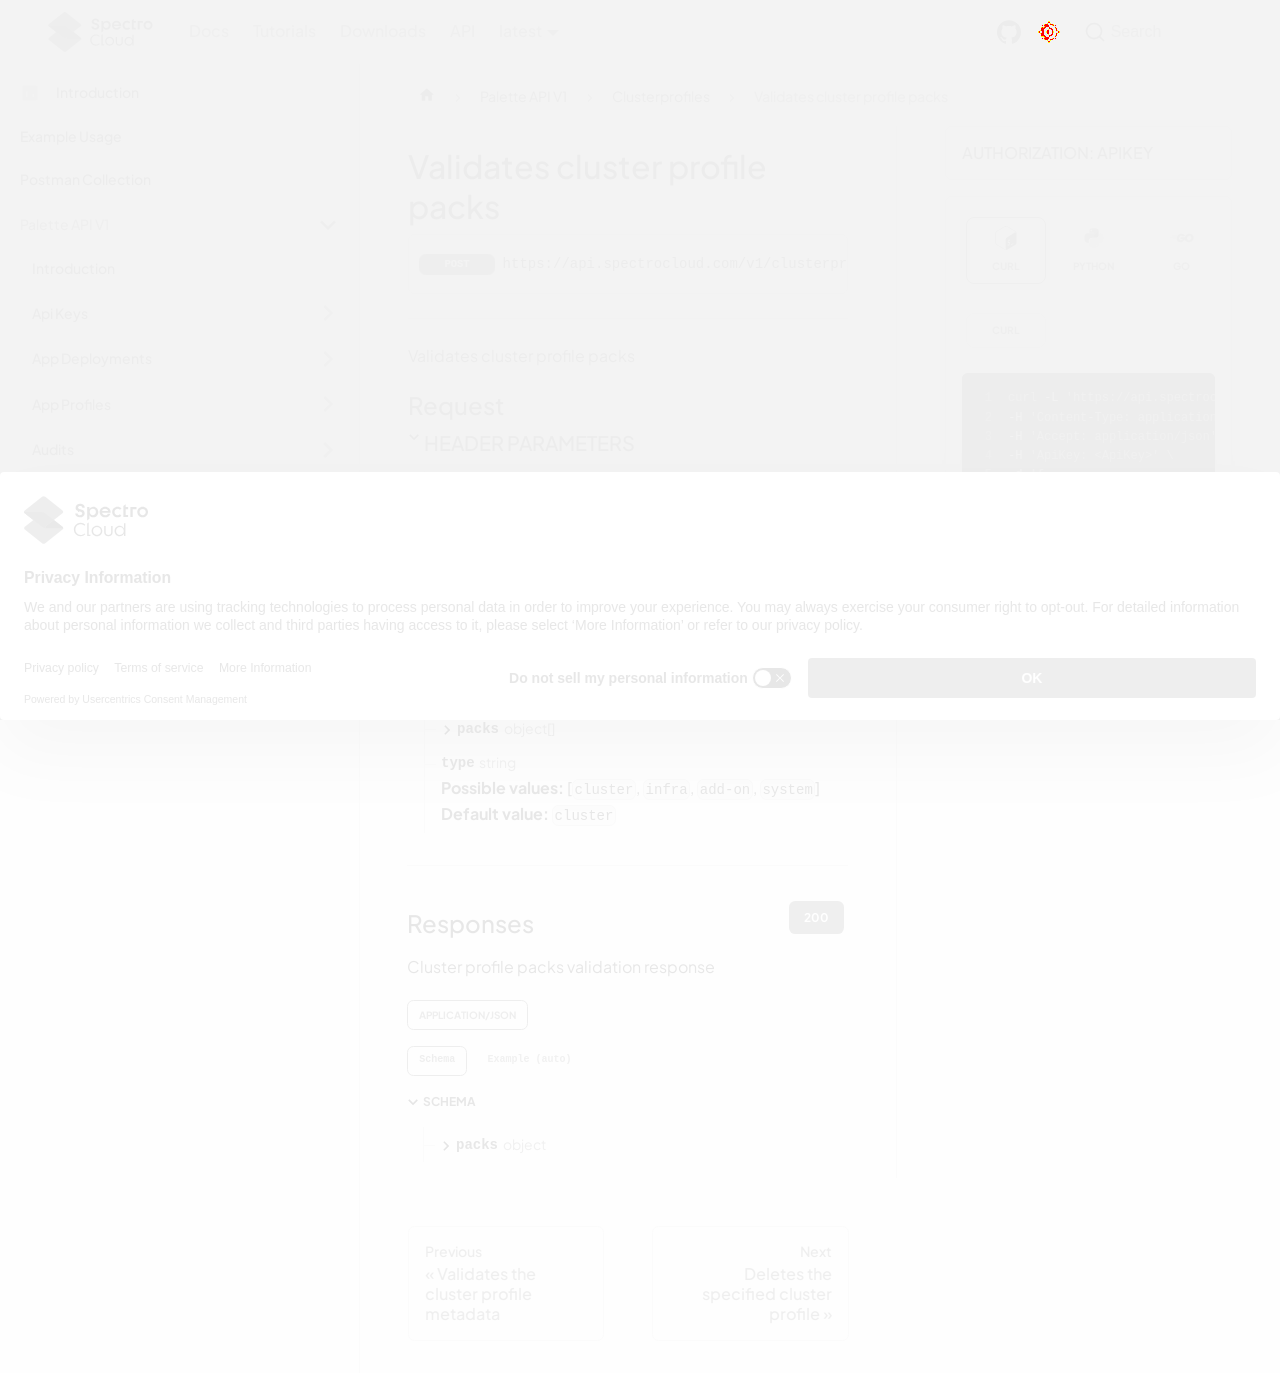 Spectro
Cloud
Docs Tutorials Downloads API latest
Search
Introduction
Palette API V1
Clusterprofiles
Validates cluster profile packs
Example Usage
Postman Collection
Palette API V1
Introduction
Api Keys
App Deployments
App Profiles
Audits
Validates cluster profile
packs
https://api.spectrocloud.com/v1/clusterpr
Validates cluster profile packs
Request
HEADER PARAMETERS
AUTHORIZATION: APIKEY
CURL
PYTHON
GO
CURL
Spectro
Cloud
Privacy Information
We and our partners are using tracking technologies to process personal data in order to improve your experience. You may always exercise your consumer right to opt-out. For detailed information
about personal information we collect and third parties having access to it, please select 'More Information' or refer to our privacy policy.
Privacy policy Terms of service More Information
Powered by Usercentrics Consent Management
Do not sell my personal information
OK
packs object[]
type string
Possible values: [cluster, infra, add-on, system]
Default value: cluster
Responses
200
Cluster profile packs validation response
APPLICATION/JSON
Schema
Example (auto)
SCHEMA
packs object
Previous
« Validates the
cluster profile
metadata
Next
Deletes the
specified cluster
profile »